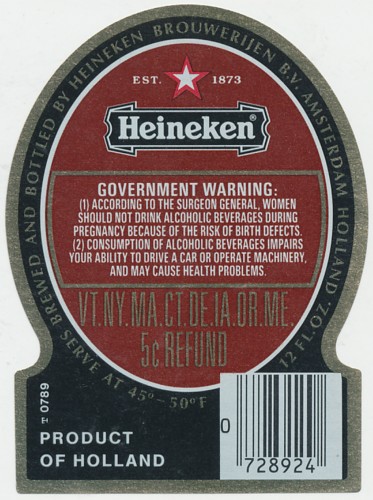 BREWED AND BOTTLED BY HEINEKEN BROUWERIJEN B.V. AMSTERDAM HOLLAND
EST. 1873
Heineken®
GOVERNMENT WARNING:
(1) ACCORDING TO THE SURGEON GENERAL, WOMEN
SHOULD NOT DRINK ALCOHOLIC BEVERAGES DURING
PREGNANCY BECAUSE OF THE RISK OF BIRTH DEFECTS.
(2) CONSUMPTION OF ALCOHOLIC BEVERAGES IMPAIRS
YOUR ABILITY TO DRIVE A CAR OR OPERATE MACHINERY,
AND MAY CAUSE HEALTH PROBLEMS.
VT.NY.MA.CT.DE.IA.OR.ME.
5¢ REFUND
SERVE AT 45°–50°F
12 FL.OZ.
0789
PRODUCT
OF HOLLAND
0 728924